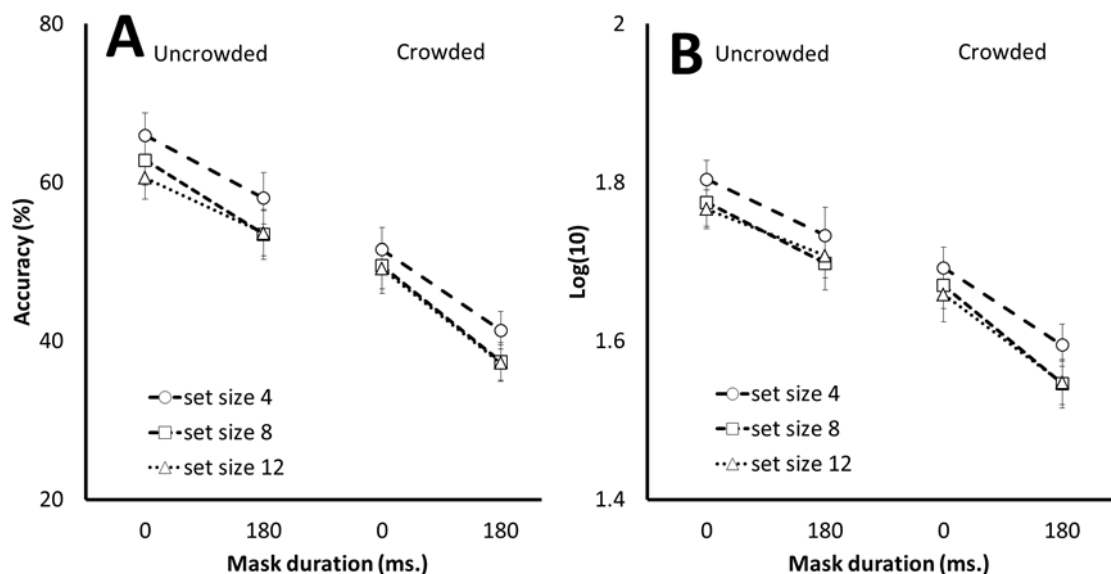 A
Uncrowded
Crowded
80
60
40
20
Accuracy (%)
set size 4
set size 8
set size 12
0
180
0
180
Mask duration (ms.)
B
Uncrowded
Crowded
2
1.8
1.6
1.4
Log(10)
set size 4
set size 8
set size 12
0
180
0
180
Mask duration (ms.)